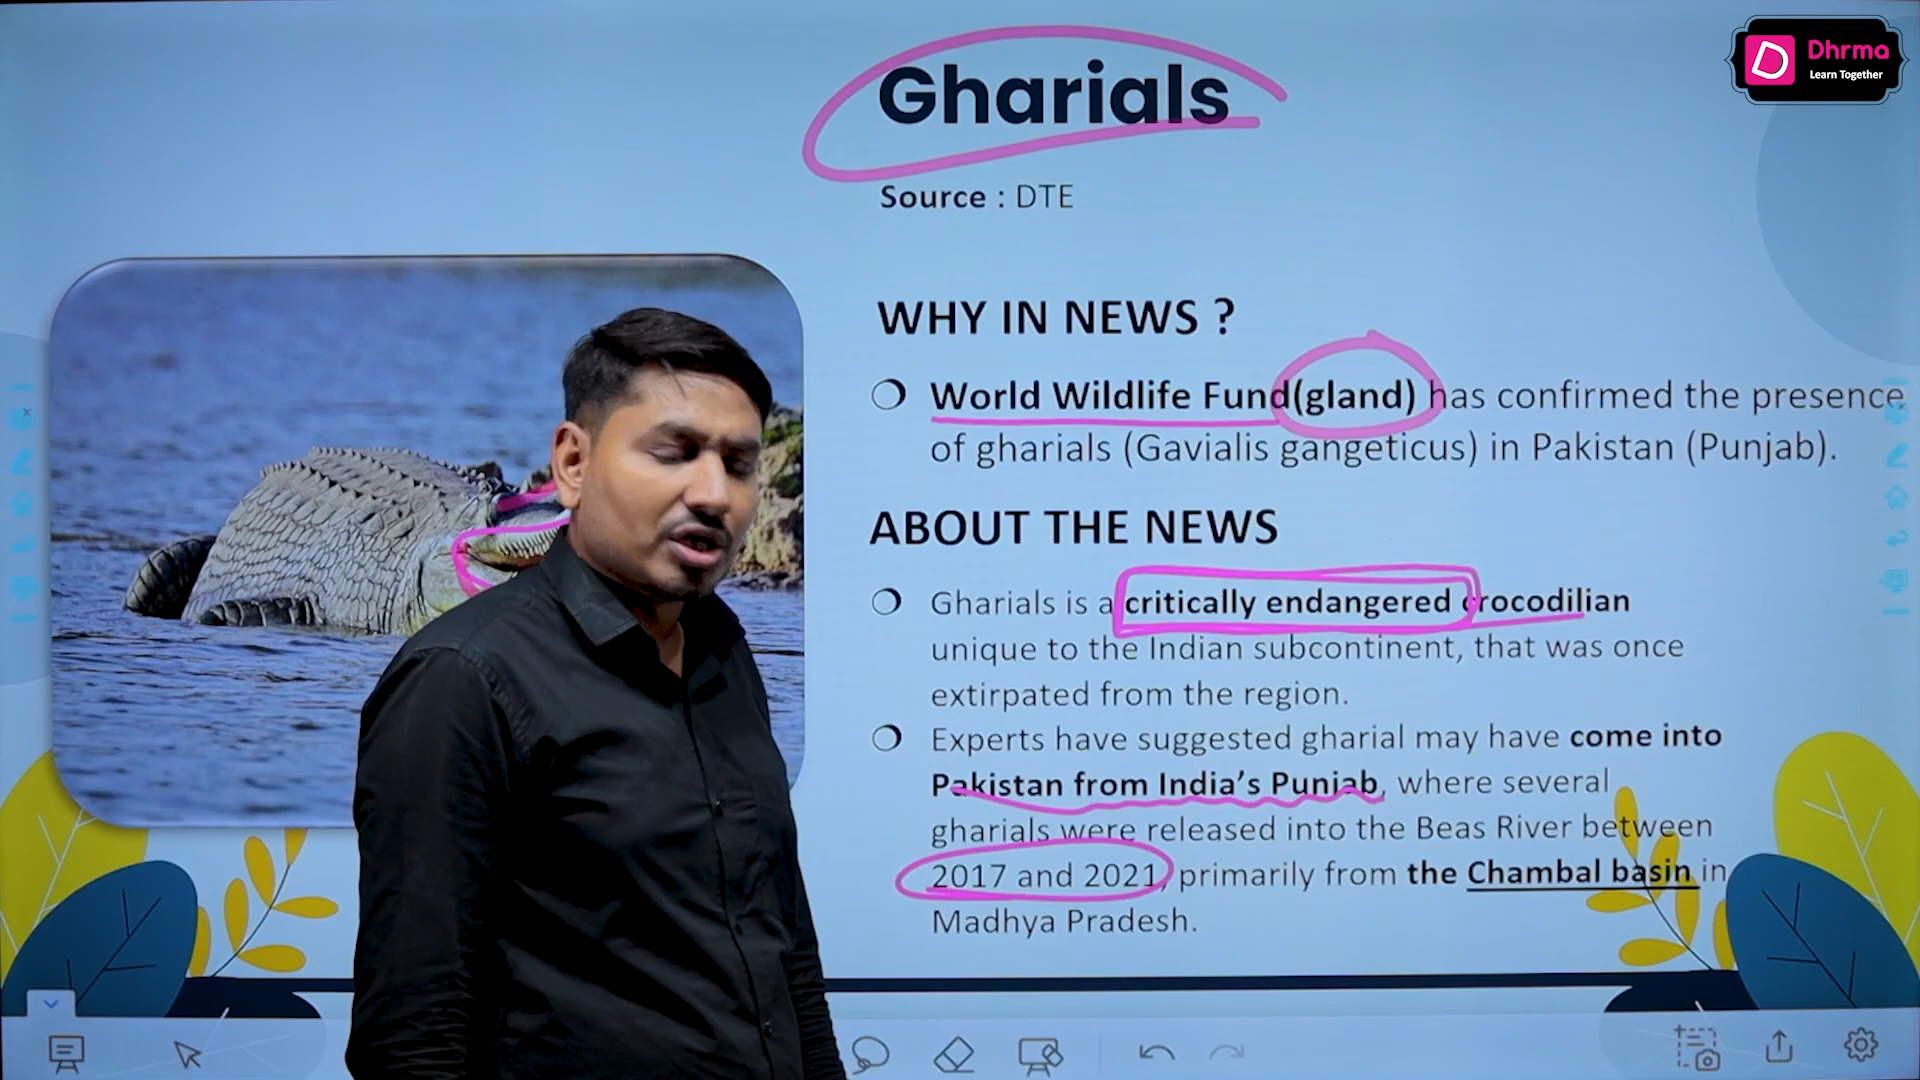 Gharials
Dhrma
Learn Together
Source : DTE
WHY IN NEWS ?
World Wildlife Fund(gland) has confirmed the presence
of gharials (Gavialis gangeticus) in Pakistan (Punjab).
ABOUT THE NEWS
Gharials is a critically endangered crocodilian
unique to the Indian subcontinent, that was once
extirpated from the region.
Experts have suggested gharial may have come into
Pakistan from India's Punjab, where several
gharials were released into the Beas River between
2017 and 2021, primarily from the Chambal basin in
Madhya Pradesh.